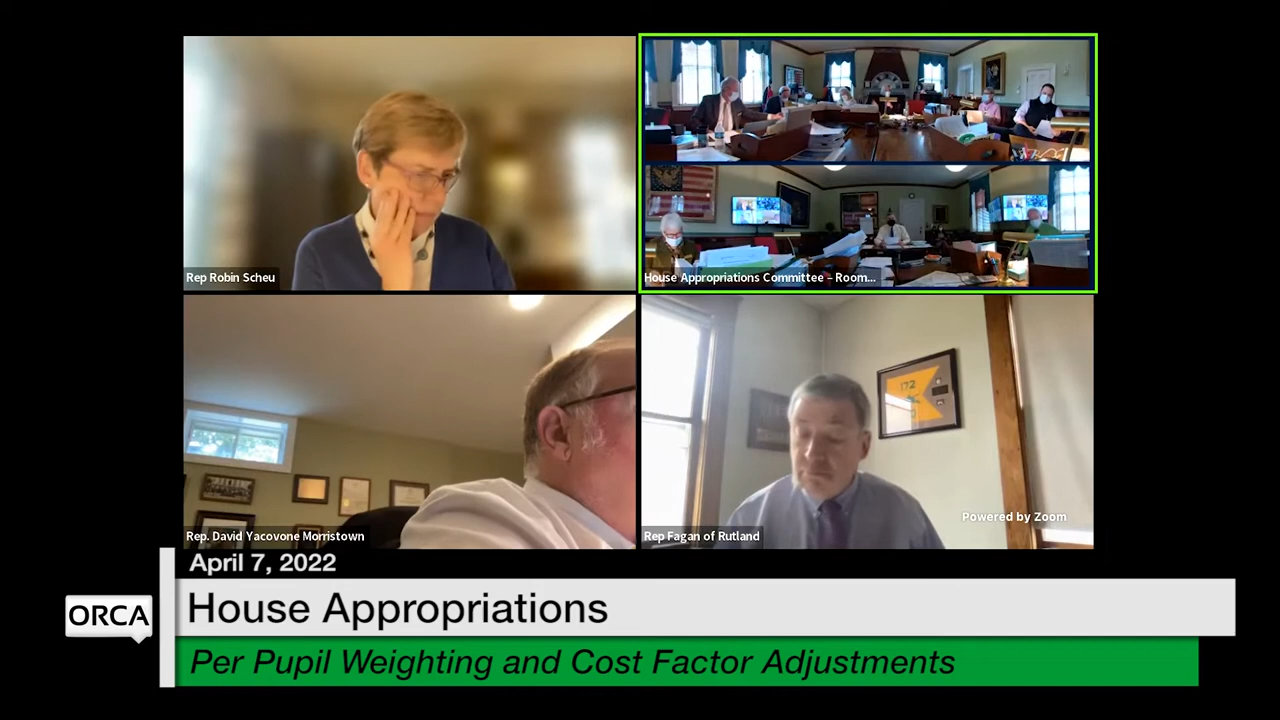 Rep Robin Scheu
House Appropriations Committee – Room...
172
Rep. David Yacovone Morristown
Rep Fagan of Rutland
Powered by Zoom
April 7, 2022
ORCA
House Appropriations
Per Pupil Weighting and Cost Factor Adjustments